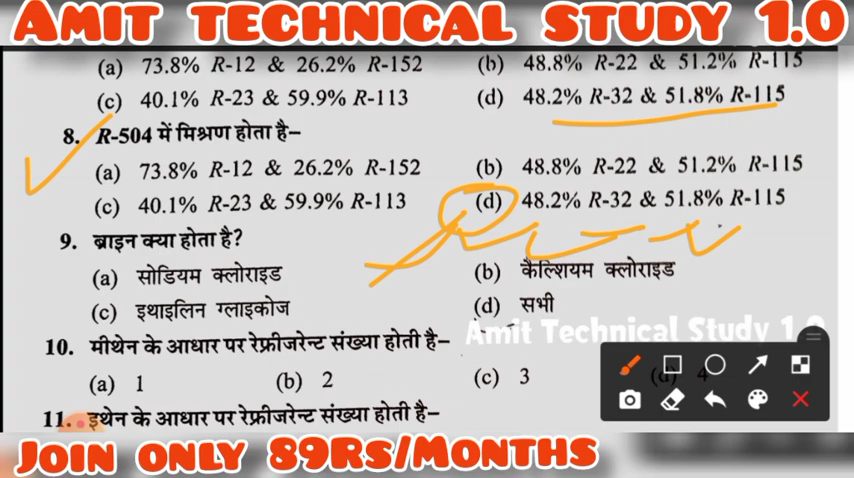 AMIT TECHNICAL STUDY 1.0
(a) 73.8% R-12 & 26.2% R-152 (b) 48.8% R-22 & 51.2% R-115
(c) 40.1% R-23 & 59.9% R-113 (d) 48.2% R-32 & 51.8% R-115
8. R-504 में मिश्रण होता है–
(a) 73.8% R-12 & 26.2% R-152 (b) 48.8% R-22 & 51.2% R-115
(c) 40.1% R-23 & 59.9% R-113 (d) 48.2% R-32 & 51.8% R-115
9. ब्राइन क्या होता है?
(a) सोडियम क्लोराइड (b) कैल्शियम क्लोराइड
(c) इथाइलिन ग्लाइकोज (d) सभी
Amit Technical Study 1.0
10. मीथेन के आधार पर रेफ्रीजरेन्ट संख्या होती है–
(a) 1 (b) 2 (c) 3 (d) 4
11. इथेन के आधार पर रेफ्रीजरेन्ट संख्या होती है–
JOIN ONLY 89RS/MONTHS